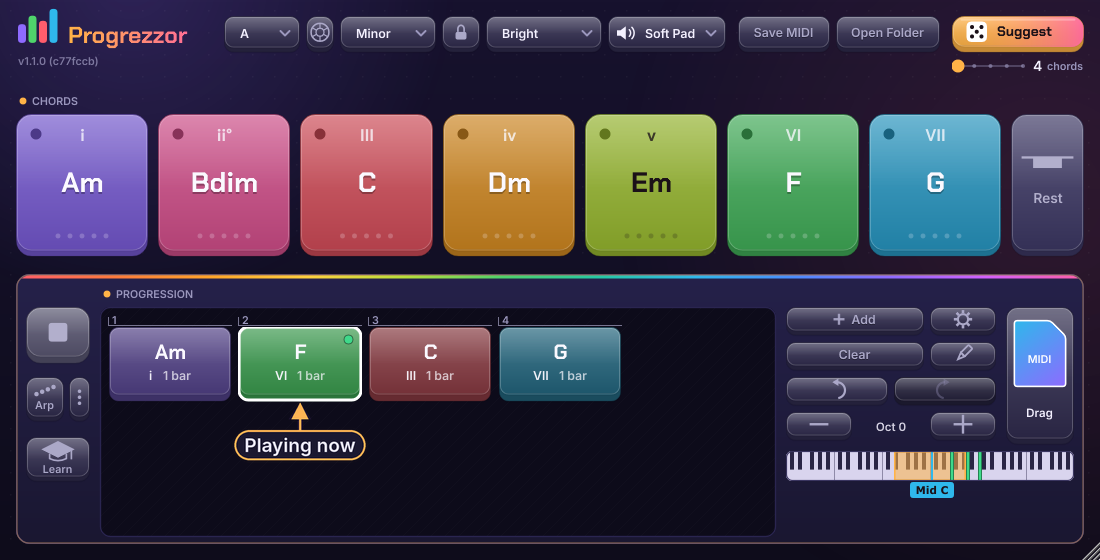 Progrezzor
v1.1.0 (c77fccb)
A
Minor
Bright
Soft Pad
Save MIDI
Open Folder
Suggest
4 chords
CHORDS
i
Am
ii°
Bdim
III
C
iv
Dm
v
Em
VI
F
VII
G
Rest
PROGRESSION
1
Am
i 1 bar
2
F
VI 1 bar
3
C
III 1 bar
4
G
VII 1 bar
Playing now
Arp
Learn
Add
Clear
Oct 0
MIDI
Drag
Mid C